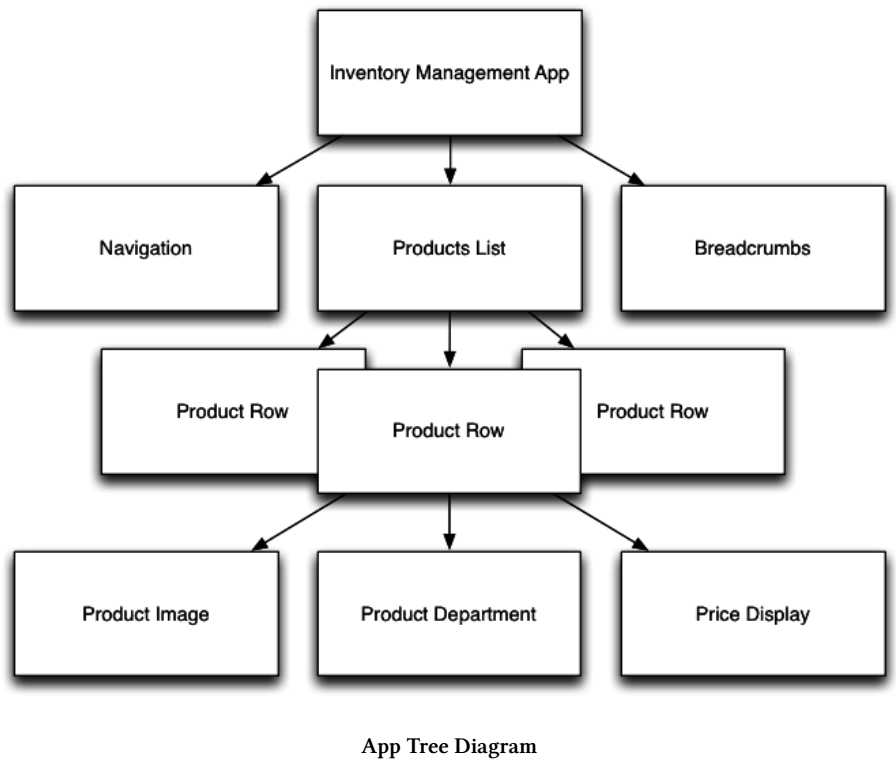 Inventory Management App
Navigation
Products List
Breadcrumbs
Product Row
Product Row
Product Row
Product Image
Product Department
Price Display
App Tree Diagram